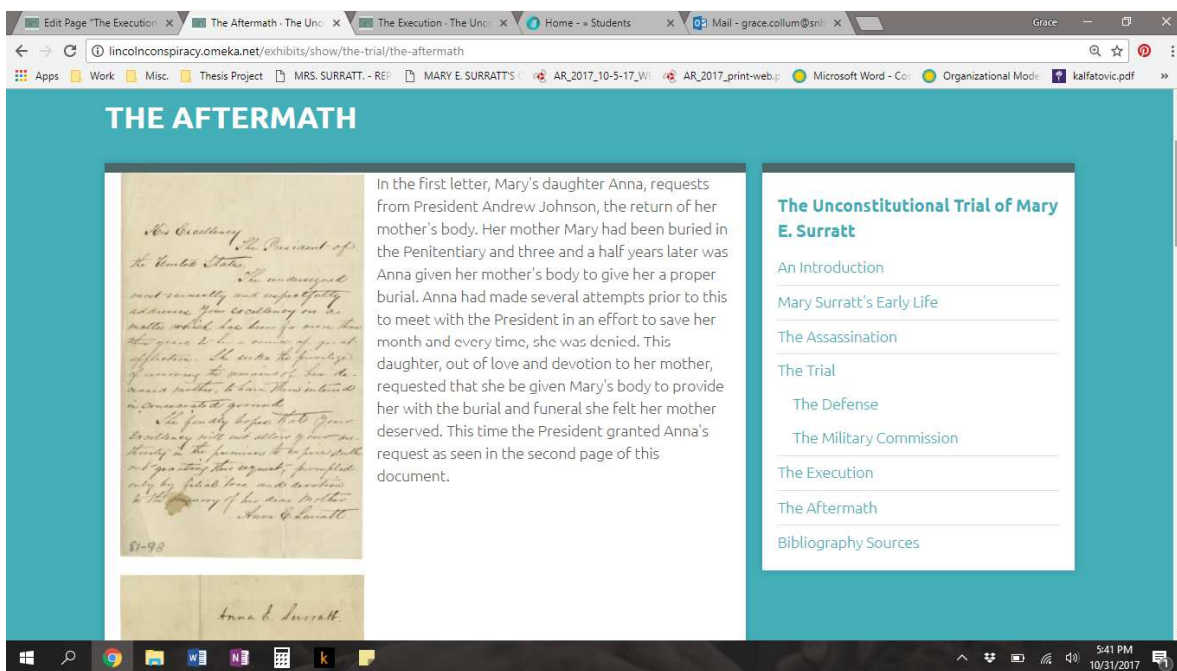 Edit Page "The Execution
The Aftermath · The Unc
The Execution · The Unc
Home - » Students
Mail - grace.collum@snh
Grace
lincolnconspiracy.omeka.net/exhibits/show/the-trial/the-aftermath
Apps Work Misc. Thesis Project MRS. SURRATT. - REP MARY E. SURRATT'S AR_2017_10-5-17_W AR_2017_print-web.p Microsoft Word - Co Organizational Mode kalfatovic.pdf »
THE AFTERMATH
His Excellency
The President of
the United States,
The undersigned
most earnestly and respectfully
addresses Your Excellency on a
matter which has been for more than
three years to her a source of great
affliction. She seeks the privilege
of removing the remains of her de-
ceased mother, to have them interred
in consecrated ground.
She fondly hopes that Your
Excellency will not allow your au-
thority in the premises to expire with
out granting this request, prompted
only by filial love and devotion
to the memory of her dear Mother
Anna E. Surratt
51-98
Anna E. Surratt
In the first letter, Mary's daughter Anna, requests
from President Andrew Johnson, the return of her
mother's body. Her mother Mary had been buried in
the Penitentiary and three and a half years later was
Anna given her mother's body to give her a proper
burial. Anna had made several attempts prior to this
to meet with the President in an effort to save her
month and every time, she was denied. This
daughter, out of love and devotion to her mother,
requested that she be given Mary's body to provide
her with the burial and funeral she felt her mother
deserved. This time the President granted Anna's
request as seen in the second page of this
document.
The Unconstitutional Trial of Mary
E. Surratt
An Introduction
Mary Surratt's Early Life
The Assassination
The Trial
The Defense
The Military Commission
The Execution
The Aftermath
Bibliography Sources
5:41 PM
10/31/2017